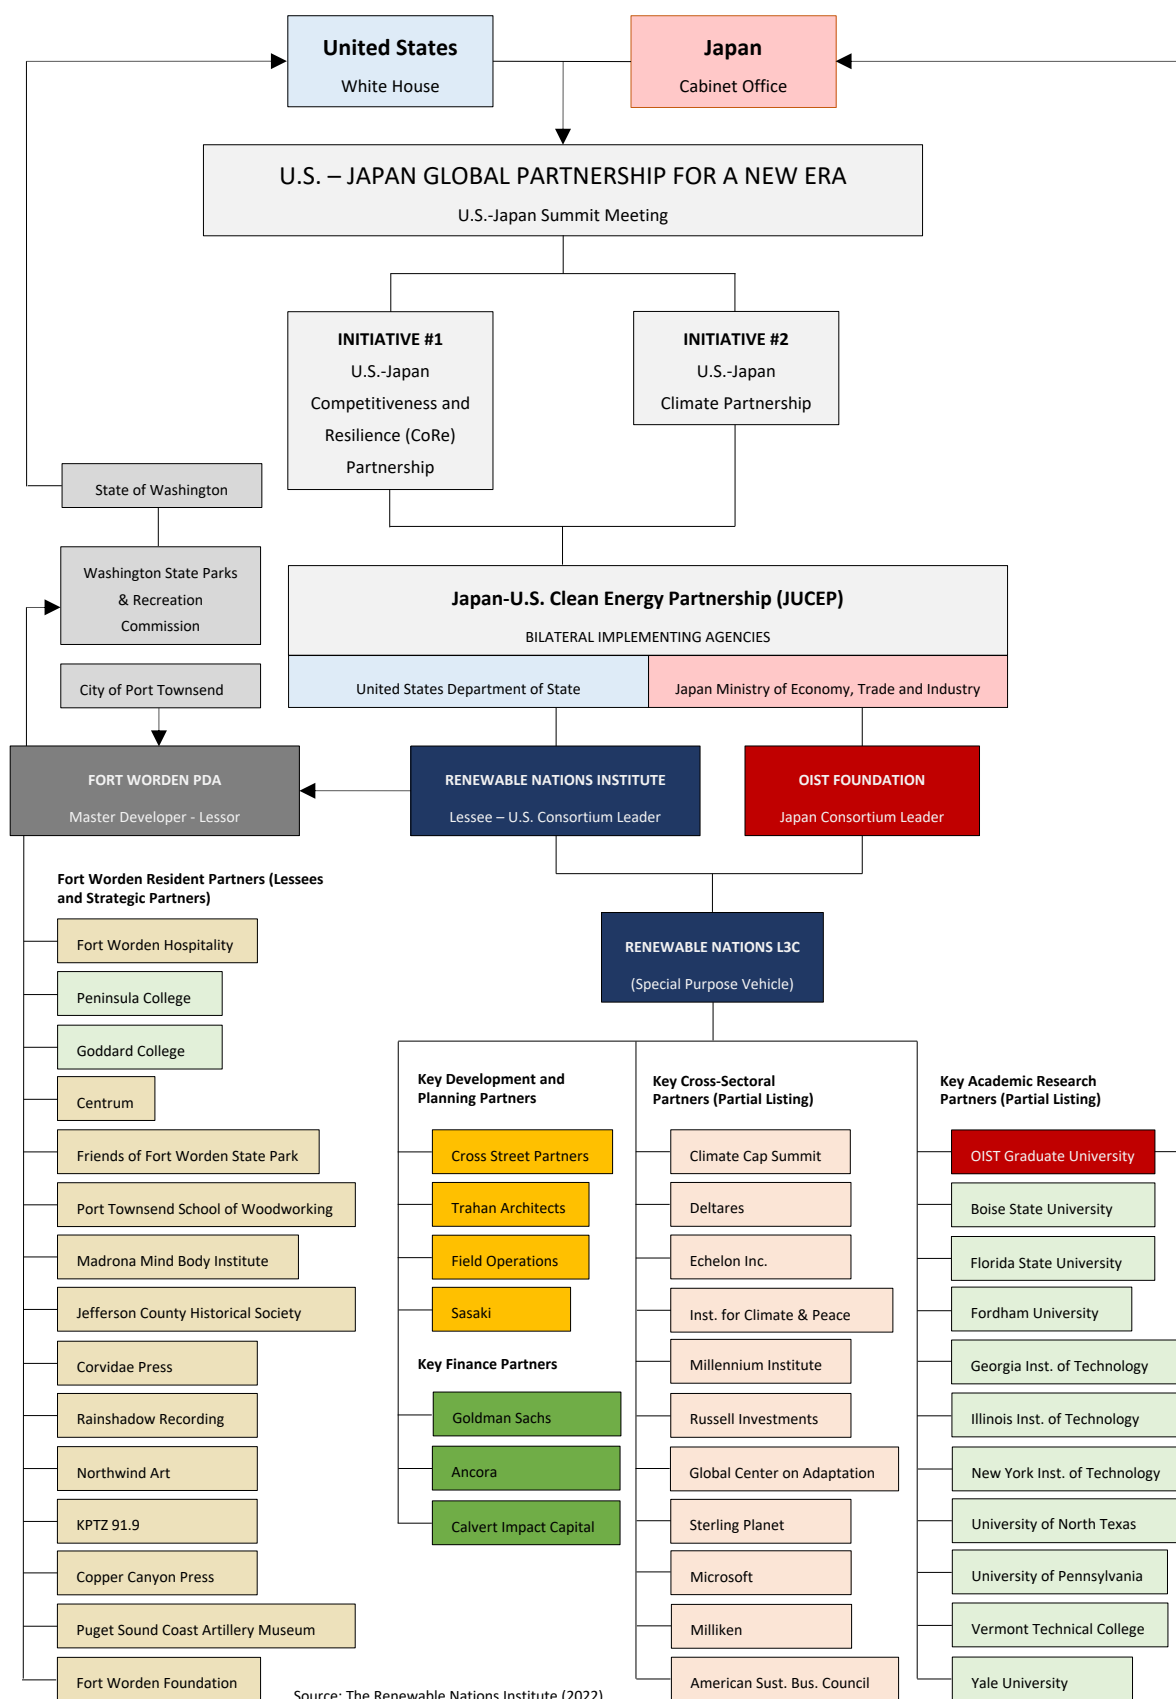 United States
White House
Japan
Cabinet Office
U.S. – JAPAN GLOBAL PARTNERSHIP FOR A NEW ERA
U.S.-Japan Summit Meeting
INITIATIVE #1
U.S.-Japan
Competitiveness and
Resilience (CoRe)
Partnership
INITIATIVE #2
U.S.-Japan
Climate Partnership
State of Washington
Washington State Parks
& Recreation
Commission
City of Port Townsend
Japan-U.S. Clean Energy Partnership (JUCEP)
BILATERAL IMPLEMENTING AGENCIES
United States Department of State
Japan Ministry of Economy, Trade and Industry
FORT WORDEN PDA
Master Developer - Lessor
RENEWABLE NATIONS INSTITUTE
Lessee – U.S. Consortium Leader
OIST FOUNDATION
Japan Consortium Leader
Fort Worden Resident Partners (Lessees
and Strategic Partners)
Fort Worden Hospitality
Peninsula College
Goddard College
Centrum
Friends of Fort Worden State Park
Port Townsend School of Woodworking
Madrona Mind Body Institute
Jefferson County Historical Society
Corvidae Press
Rainshadow Recording
Northwind Art
KPTZ 91.9
Copper Canyon Press
Puget Sound Coast Artillery Museum
Fort Worden Foundation
RENEWABLE NATIONS L3C
(Special Purpose Vehicle)
Key Development and
Planning Partners
Cross Street Partners
Trahan Architects
Field Operations
Sasaki
Key Finance Partners
Goldman Sachs
Ancora
Calvert Impact Capital
Key Cross-Sectoral
Partners (Partial Listing)
Climate Cap Summit
Deltares
Echelon Inc.
Inst. for Climate & Peace
Millennium Institute
Russell Investments
Global Center on Adaptation
Sterling Planet
Microsoft
Milliken
American Sust. Bus. Council
Key Academic Research
Partners (Partial Listing)
OIST Graduate University
Boise State University
Florida State University
Fordham University
Georgia Inst. of Technology
Illinois Inst. of Technology
New York Inst. of Technology
University of North Texas
University of Pennsylvania
Vermont Technical College
Yale University
Source: The Renewable Nations Institute (2022)